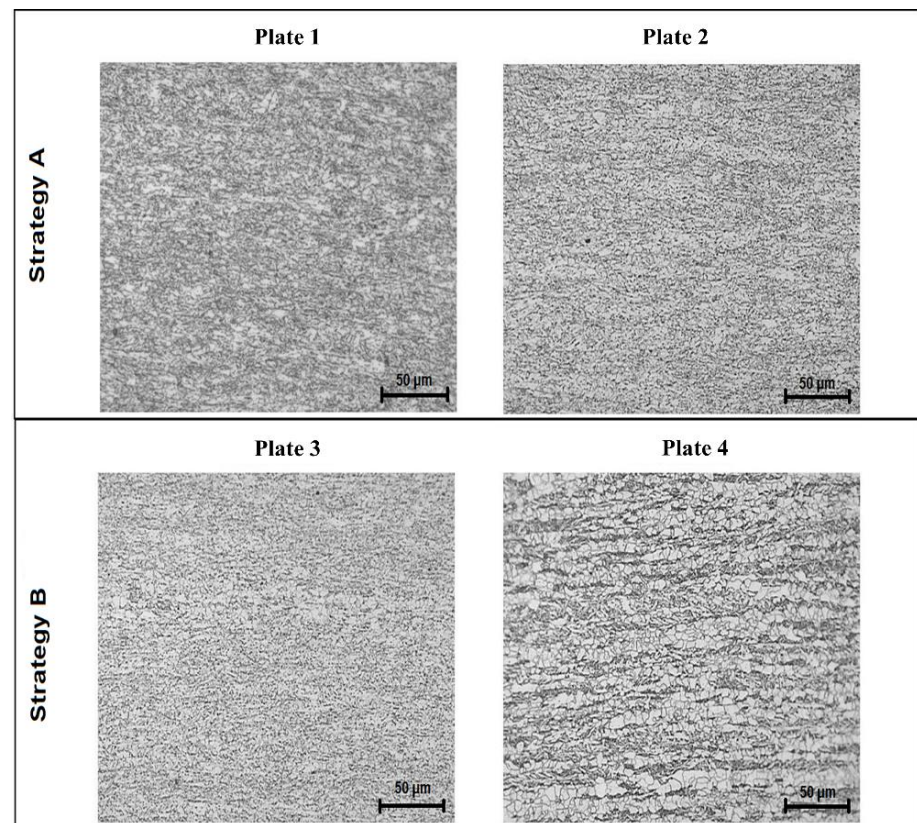 Plate 1
Plate 2
Strategy A
50 μm
50 μm
Plate 3
Plate 4
Strategy B
50 μm
50 μm